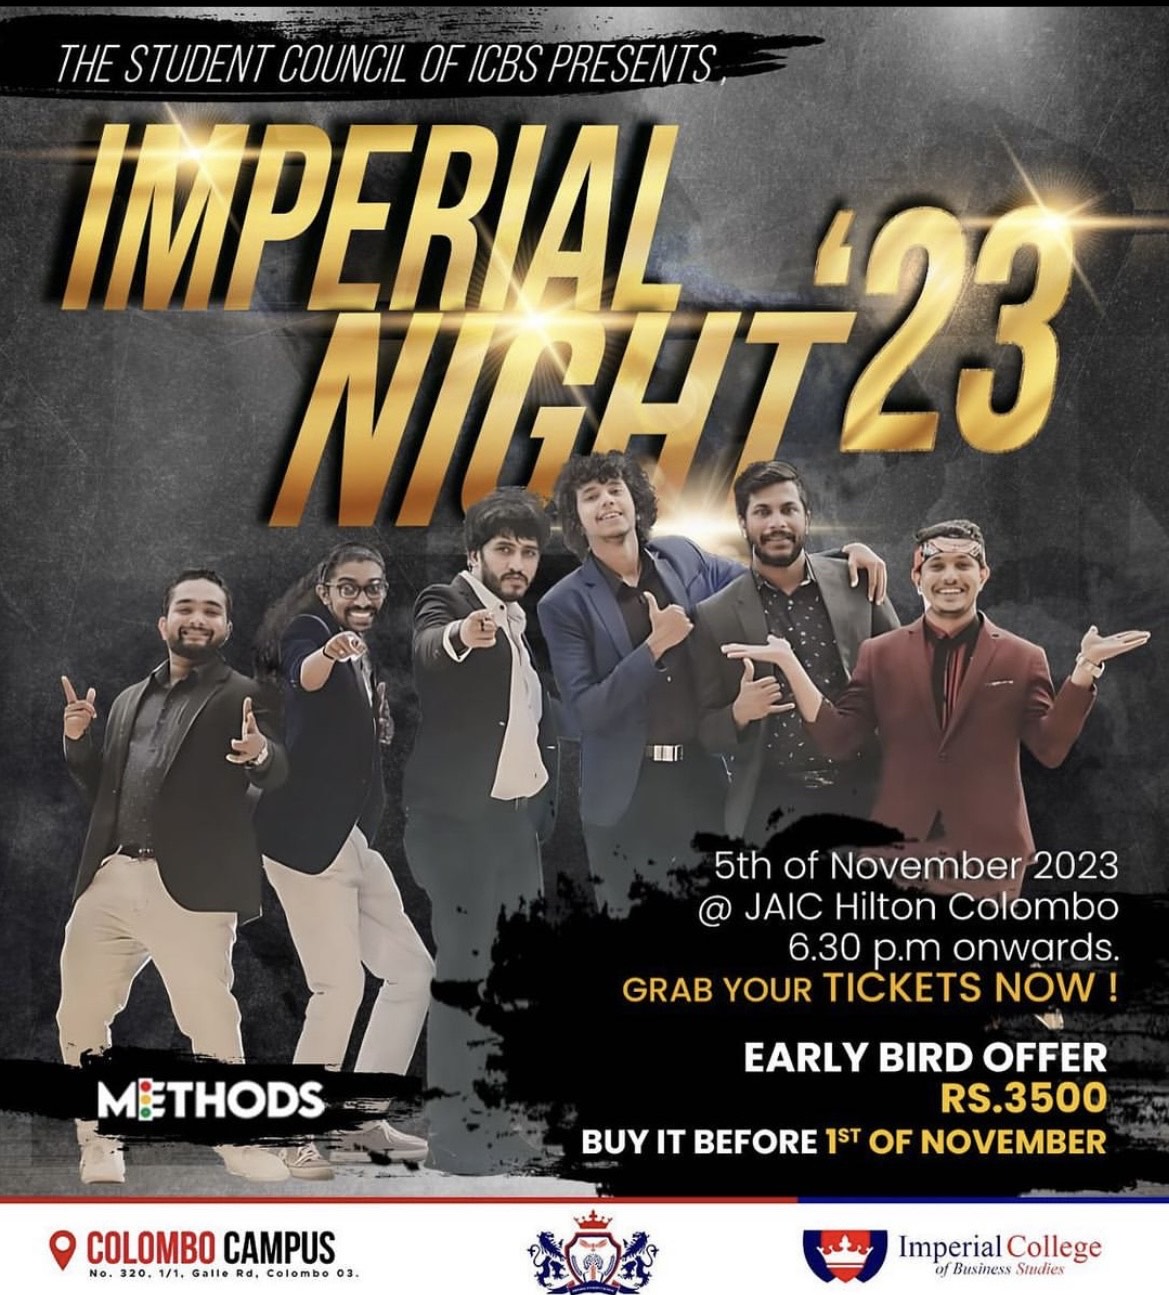 THE STUDENT COUNCIL OF ICBS PRESENTS,
IMPERIAL
NIGHT '23
5th of November 2023
@ JAIC Hilton Colombo
6.30 p.m onwards.
GRAB YOUR TICKETS NOW !
EARLY BIRD OFFER
RS.3500
BUY IT BEFORE 1ST OF NOVEMBER
METHODS
COLOMBO CAMPUS
No. 320, 1/1, Galle Rd, Colombo 03.
Imperial College
of Business Studies